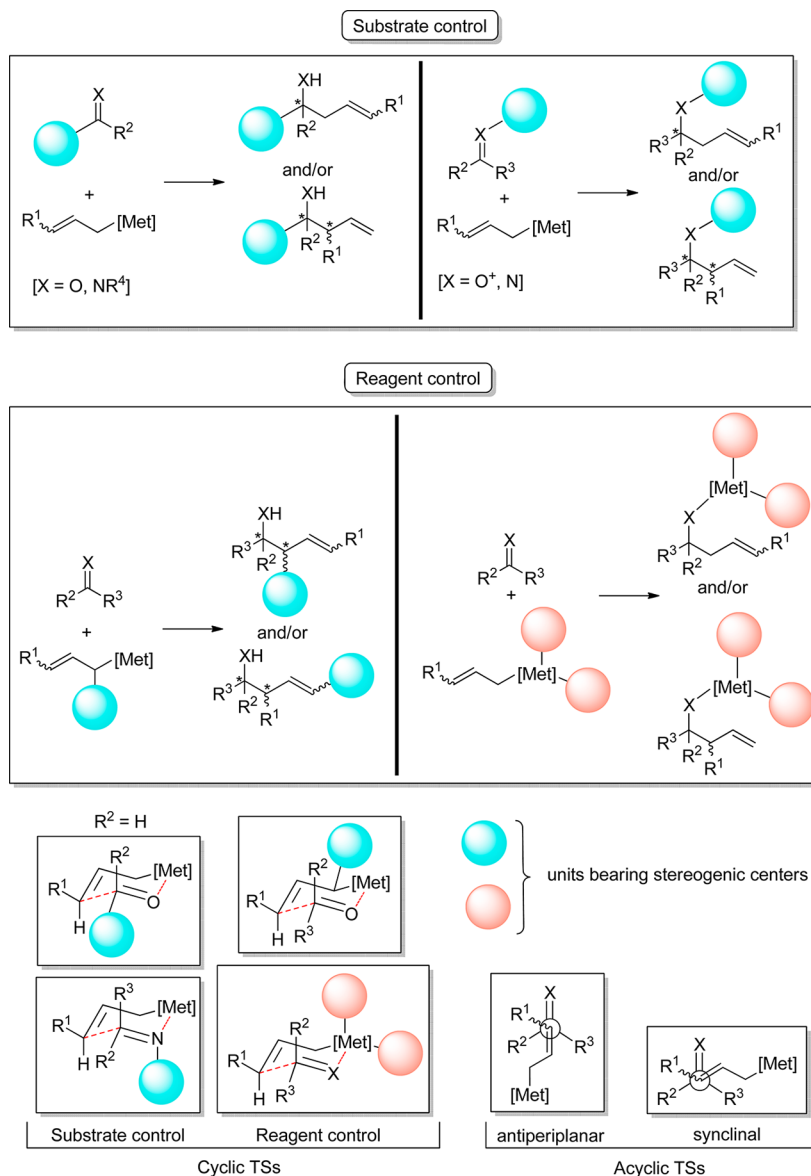 Substrate control
X
R²
+
R¹
[Met]
[X = O, NR⁴]
XH
R¹
*
R²
and/or
XH
* *
R²
R¹
X
R² R³
+
R¹
[Met]
[X = O⁺, N]
X
R³ *
R²
R¹
and/or
X
R³ * *
R²
R¹
Reagent control
X
R² R³
+
R¹
[Met]
XH
R³ * *
R²
R¹
and/or
XH
R³ * *
R²
R¹
X
R² R³
+
R¹
[Met]
[Met]
X
R³
R²
R¹
and/or
[Met]
X
R³
R²
R¹
R² = H
R²
[Met]
R¹
O
H
R²
[Met]
R¹
O
H
R³
units bearing stereogenic centers
R³
[Met]
R¹
N
H
R²
R²
[Met]
R¹
X
H
R³
X
R¹
R² R³
[Met]
X
R¹
[Met]
R² R³
Substrate control
Reagent control
antiperiplanar
synclinal
Cyclic TSs
Acyclic TSs